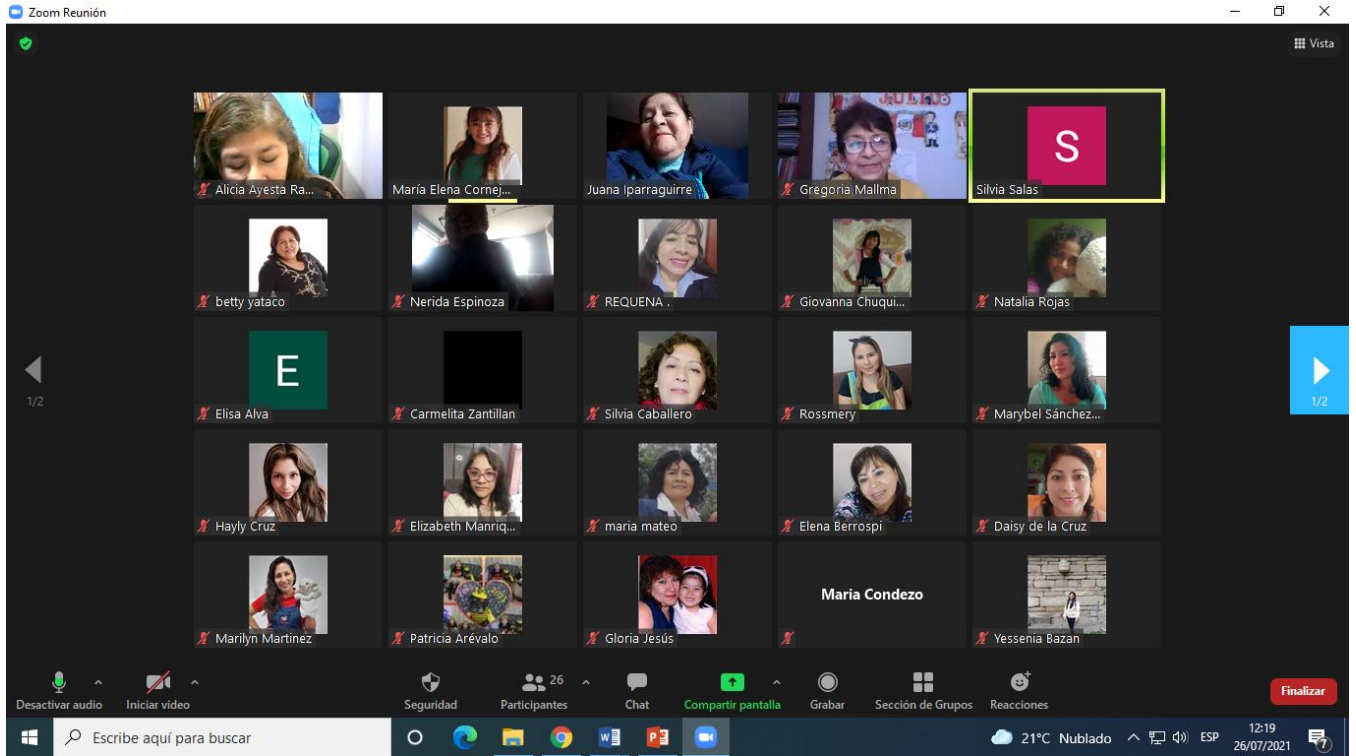 Zoom Reunión
Vista
JULIO
Alicia Ayesta Ra...
María Elena Cornej...
Juana Iparraguirre
Gregoria Mallma
S
Silvia Salas
betty yataco
Nerida Espinoza
REQUENA .
Giovanna Chuqui...
Natalia Rojas
1/2
E
Elisa Alva
Carmelita Zantillan
Silvia Caballero
Rossmery
Marybel Sánchez...
1/2
Hayly Cruz
Elizabeth Manriq...
maria mateo
Elena Berrospi
Daisy de la Cruz
Marilyn Martinez
Patricia Arévalo
Gloria Jesús
Maria Condezo
Yessenia Bazan
Desactivar audio
Iniciar video
Seguridad
26
Participantes
Chat
Compartir pantalla
Grabar
Sección de Grupos
Reacciones
Finalizar
Escribe aquí para buscar
21°C Nublado
ESP
12:19
26/07/2021
7